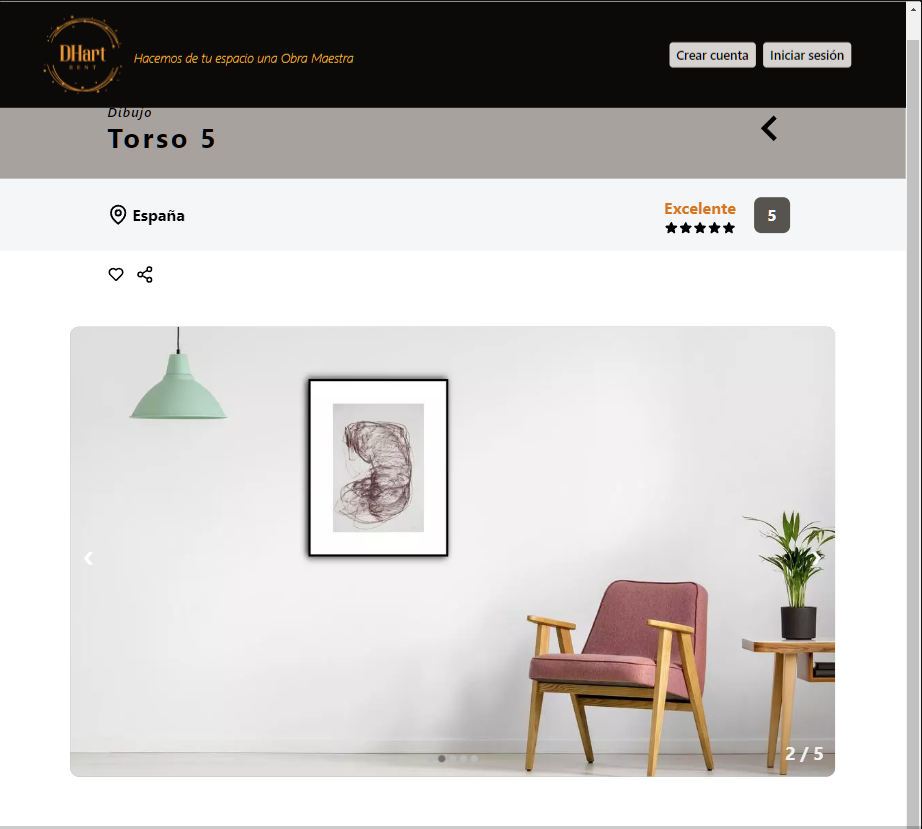 DHart
RENT
Hacemos de tu espacio una Obra Maestra
Crear cuenta
Iniciar sesión
Dibujo
Torso 5
España
Excelente
5
2 / 5